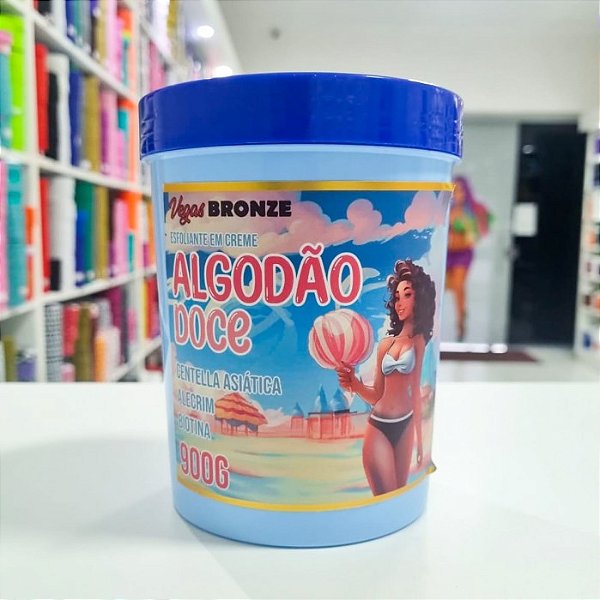 Vegas BRONZE
ESFOLIANTE EM CREME
ALGODÃO
DOCE
CENTELLA ASIÁTICA
ALECRIM
BIOTINA
900G